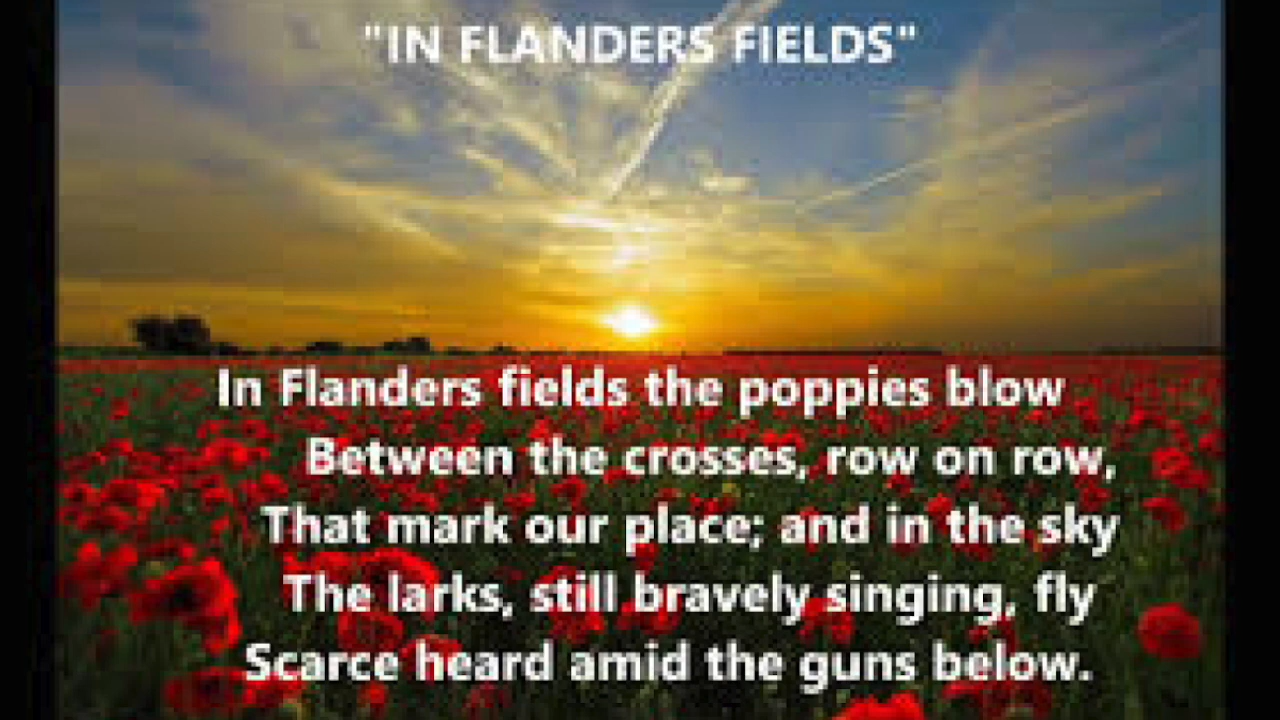 "IN FLANDERS FIELDS"
In Flanders fields the poppies blow
Between the crosses, row on row,
That mark our place; and in the sky
The larks, still bravely singing, fly
Scarce heard amid the guns below.